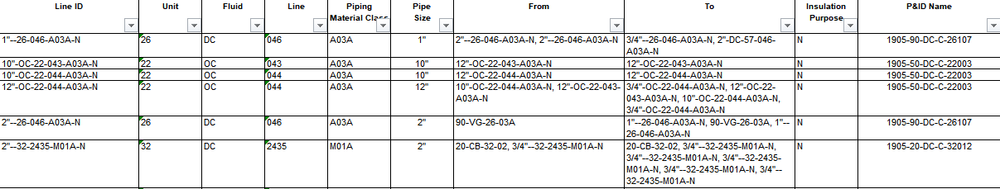 Line ID Unit Fluid Line Piping Pipe From To Insulation P&ID Name
Material Class Size Purpose
1"--26-046-A03A-N 26 DC 046 A03A 1" 2"--26-046-A03A-N, 2"--26-046-A03A-N 3/4"--26-046-A03A-N, 2"-DC-57-046- N 1905-90-DC-C-26107
A03A-N
10"-OC-22-043-A03A-N 22 OC 043 A03A 10" 12"-OC-22-043-A03A-N 12"-OC-22-043-A03A-N N 1905-50-DC-C-22003
10"-OC-22-044-A03A-N 22 OC 044 A03A 10" 12"-OC-22-044-A03A-N 12"-OC-22-044-A03A-N N 1905-50-DC-C-22003
12"-OC-22-044-A03A-N 22 OC 044 A03A 12" 10"-OC-22-044-A03A-N, 12"-OC-22-043- 3/4"-OC-22-044-A03A-N, 12"-OC-22- N 1905-50-DC-C-22003
A03A-N 043-A03A-N, 10"-OC-22-044-A03A-N,
3/4"-OC-22-044-A03A-N
2"--26-046-A03A-N 26 DC 046 A03A 2" 90-VG-26-03A 1"--26-046-A03A-N, 90-VG-26-03A, 1"-- N 1905-90-DC-C-26107
26-046-A03A-N
2"--32-2435-M01A-N 32 DC 2435 M01A 2" 20-CB-32-02, 3/4"--32-2435-M01A-N 20-CB-32-02, 3/4"--32-2435-M01A-N, N 1905-20-DC-C-32012
3/4"--32-2435-M01A-N, 3/4"--32-2435-
M01A-N, 3/4"--32-2435-M01A-N, 3/4"--
32-2435-M01A-N